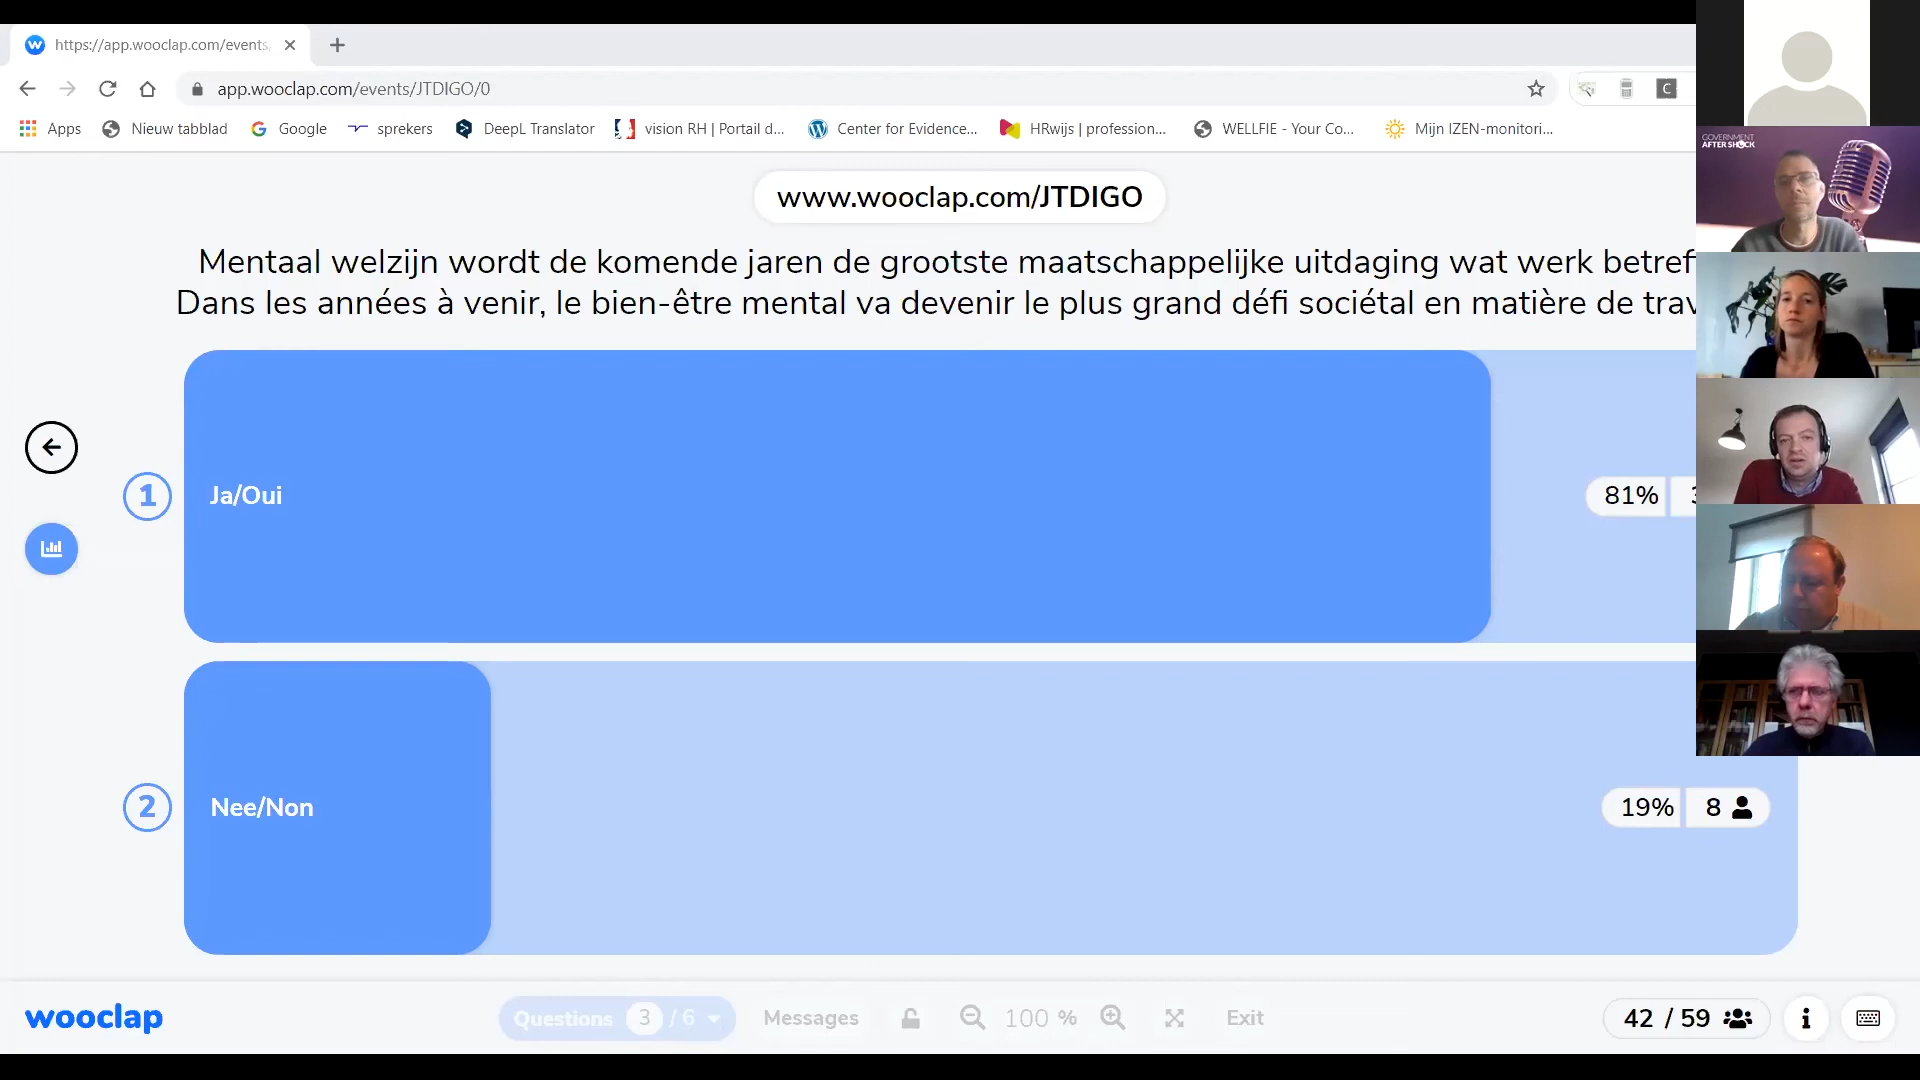 https://app.wooclap.com/events,
app.wooclap.com/events/JTDIGO/0
C
Apps Nieuw tabblad Google sprekers DeepL Translator vision RH | Portail d... Center for Evidence... HRwijs | profession... WELLFIE - Your Co... Mijn IZEN-monitori...
GOVERNMENT
AFTER SHOCK
www.wooclap.com/JTDIGO
Mentaal welzijn wordt de komende jaren de grootste maatschappelijke uitdaging wat werk betref
Dans les années à venir, le bien-être mental va devenir le plus grand défi sociétal en matière de trav
1 Ja/Oui 81%
2 Nee/Non 19% 8
wooclap Questions 3 / 6 Messages 100 % Exit 42 / 59 i